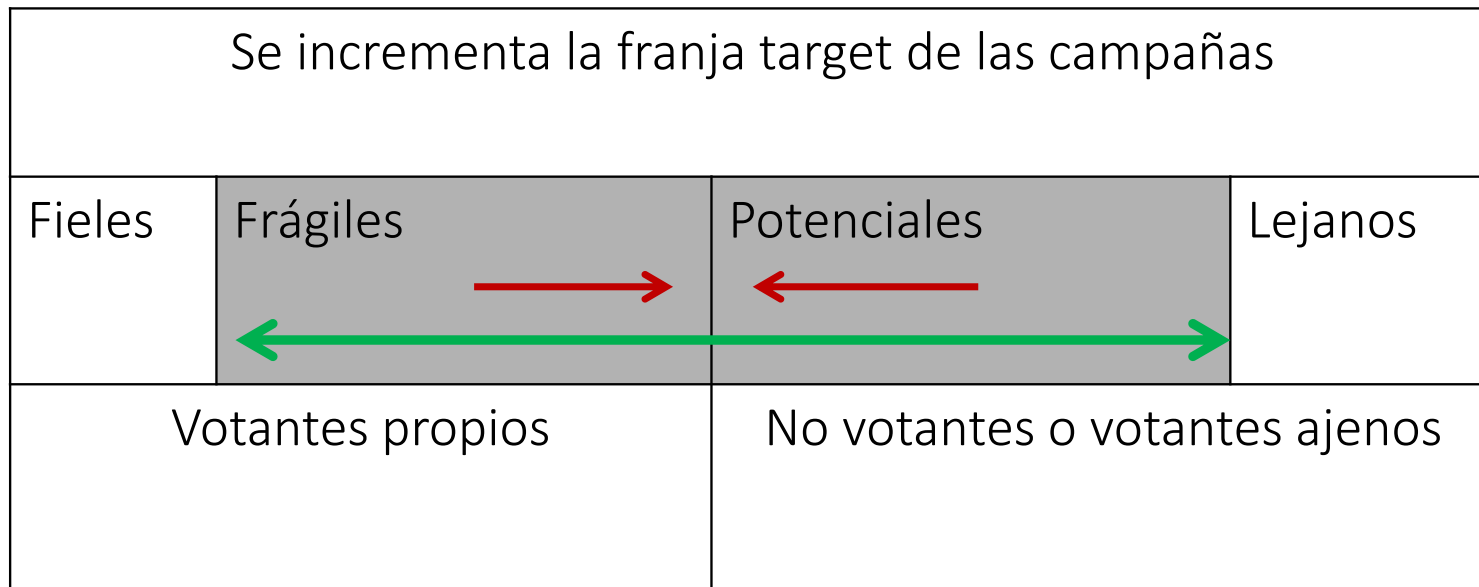 Se incrementa la franja target de las campañas
Fieles
Frágiles
Potenciales
Lejanos
Votantes propios
No votantes o votantes ajenos